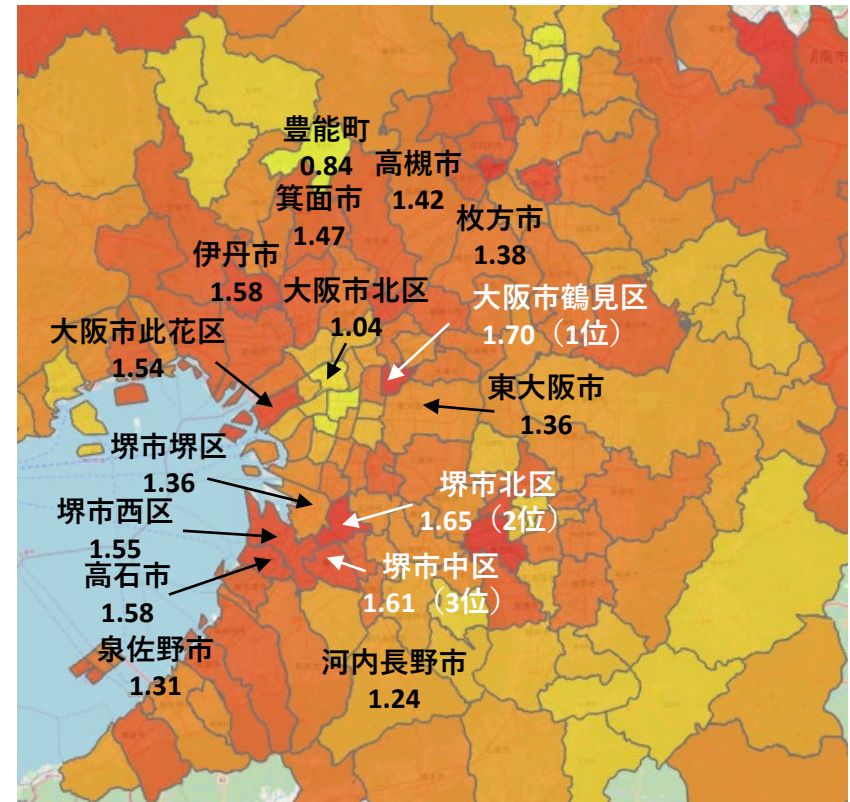 豊能町
0.84
高槻市
1.42
箕面市
1.47
枚方市
1.38
伊丹市
1.58
大阪市北区
1.04
大阪市鶴見区
1.70（1位）
大阪市此花区
1.54
東大阪市
1.36
堺市堺区
1.36
堺市北区
1.65（2位）
堺市西区
1.55
堺市中区
1.61（3位）
高石市
1.58
泉佐野市
1.31
河内長野市
1.24